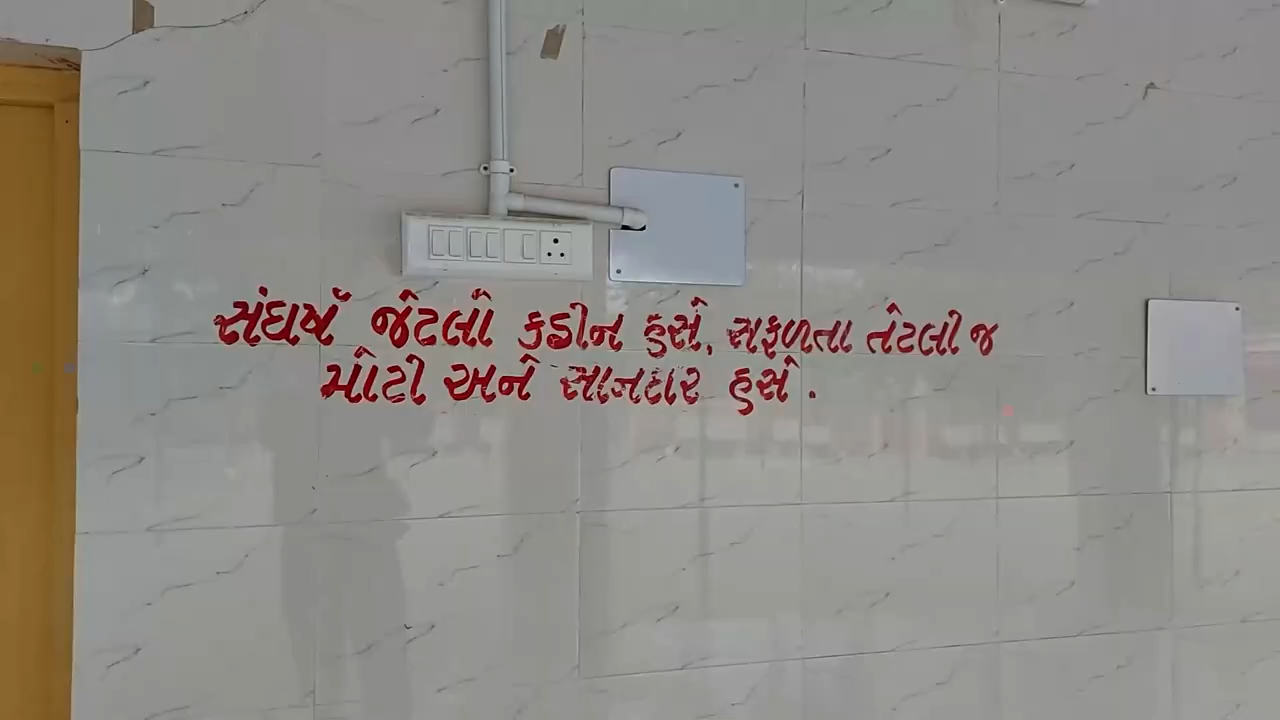 સંઘર્ષ જેટલો કઠીન હસે, સફળતા તેટલી જ
મોટી અને સાનદાર હસે.